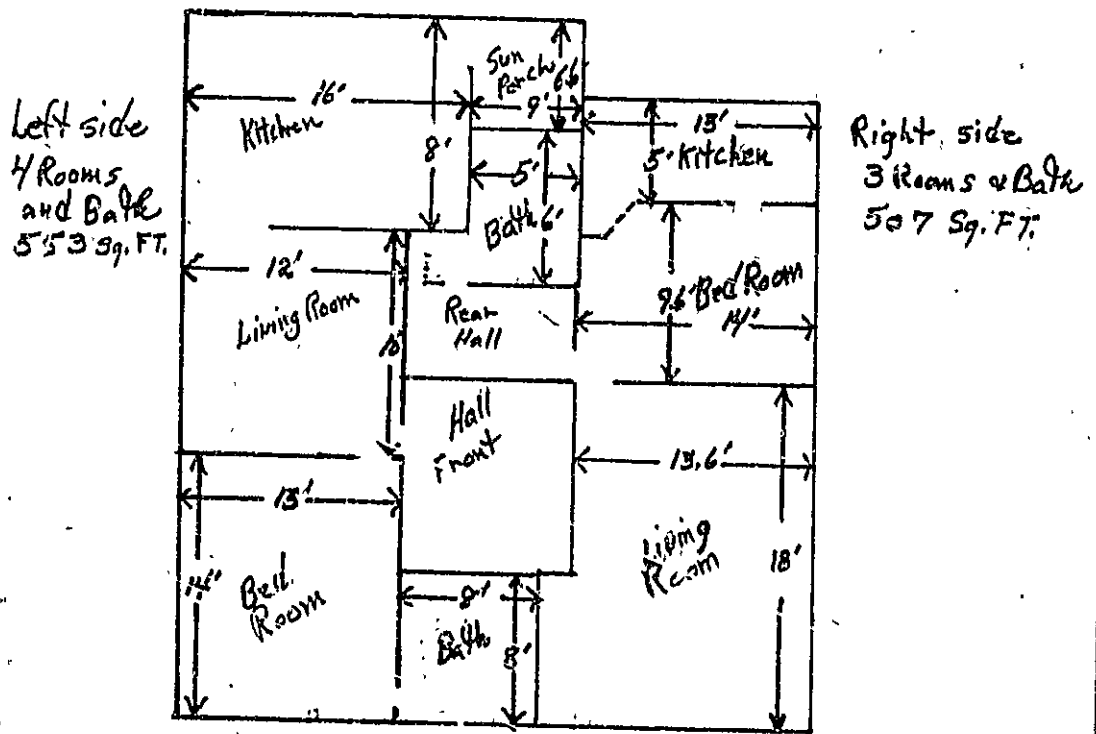 Left side
4 Rooms
and Bath
553 Sq. FT.
16'
Kitchen
8'
Sun
Porch
6.6'
9'
5'
Bath
6'
13'
5' Kitchen
Right side
3 Rooms & Bath
507 Sq. FT.
12'
Living Room
Rear
Hall
9.6' Bed Room
14'
Hall
Front
13.6'
13'
Bed
Room
8'
Bath
8'
Living
Room
18'